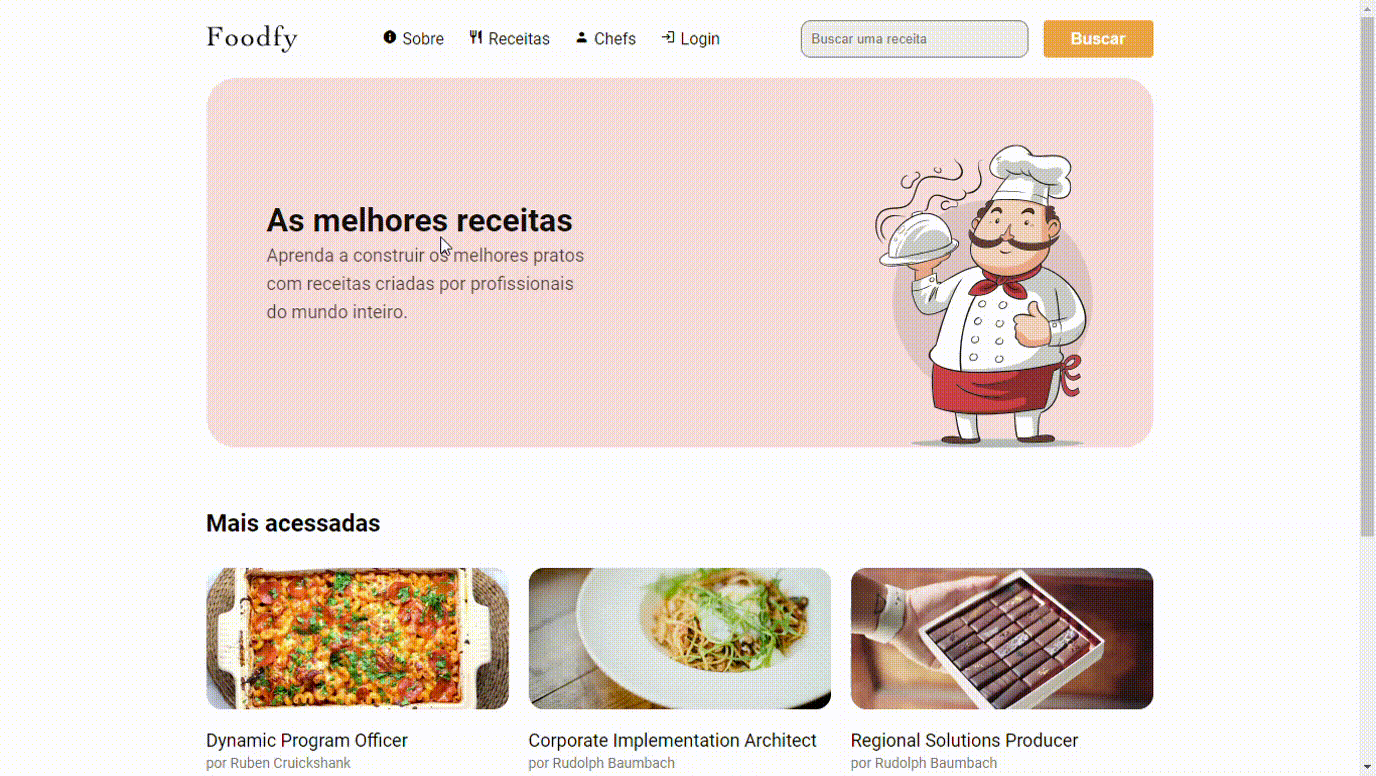 Foodfy
Sobre
Receitas
Chefs
Login
Buscar uma receita
Buscar
As melhores receitas
Aprenda a construir os melhores pratos
com receitas criadas por profissionais
do mundo inteiro.
Mais acessadas
Dynamic Program Officer
por Ruben Cruickshank
Corporate Implementation Architect
por Rudolph Baumbach
Regional Solutions Producer
por Rudolph Baumbach